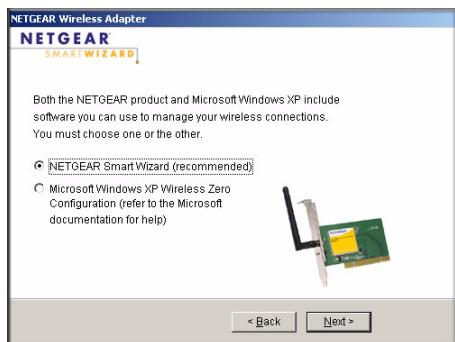 NETGEAR Wireless Adapter
NETGEAR
SMARTWIZARD
Both the NETGEAR product and Microsoft Windows XP include
software you can use to manage your wireless connections.
You must choose one or the other.
NETGEAR Smart Wizard (recommended)
Microsoft Windows XP Wireless Zero
Configuration (refer to the Microsoft
documentation for help)
< Back
Next >